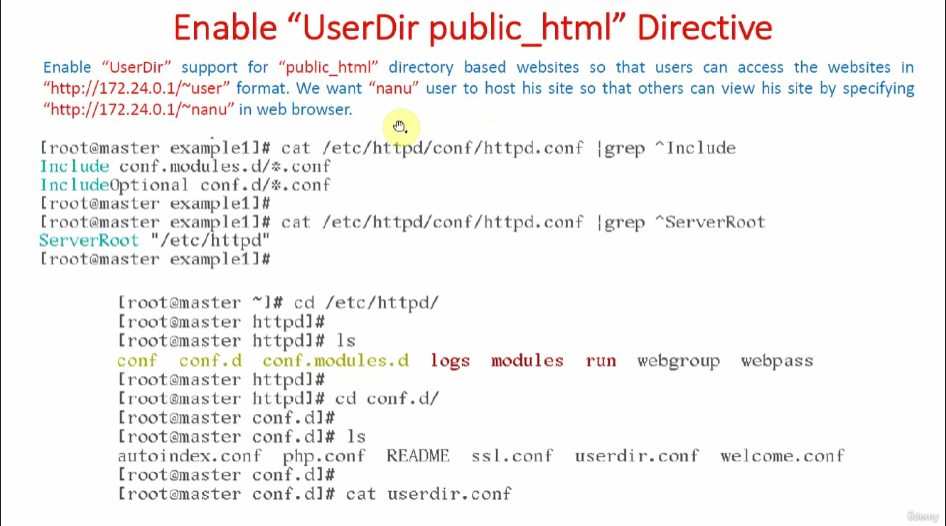 Enable “UserDir public_html” Directive
Enable “UserDir” support for “public_html” directory based websites so that users can access the websites in
“http://172.24.0.1/~user” format. We want “nanu” user to host his site so that others can view his site by specifying
“http://172.24.0.1/~nanu” in web browser.
[root@master example1]# cat /etc/httpd/conf/httpd.conf |grep ^Include
Include conf.modules.d/*.conf
IncludeOptional conf.d/*.conf
[root@master example1]#
[root@master example1]# cat /etc/httpd/conf/httpd.conf |grep ^ServerRoot
ServerRoot "/etc/httpd"
[root@master example1]#
[root@master ~]# cd /etc/httpd/
[root@master httpd]#
[root@master httpd]# ls
conf conf.d conf.modules.d logs modules run webgroup webpass
[root@master httpd]#
[root@master httpd]# cd conf.d/
[root@master conf.d]#
[root@master conf.d]# ls
autoindex.conf php.conf README ssl.conf userdir.conf welcome.conf
[root@master conf.d]#
[root@master conf.d]# cat userdir.conf
Udemy